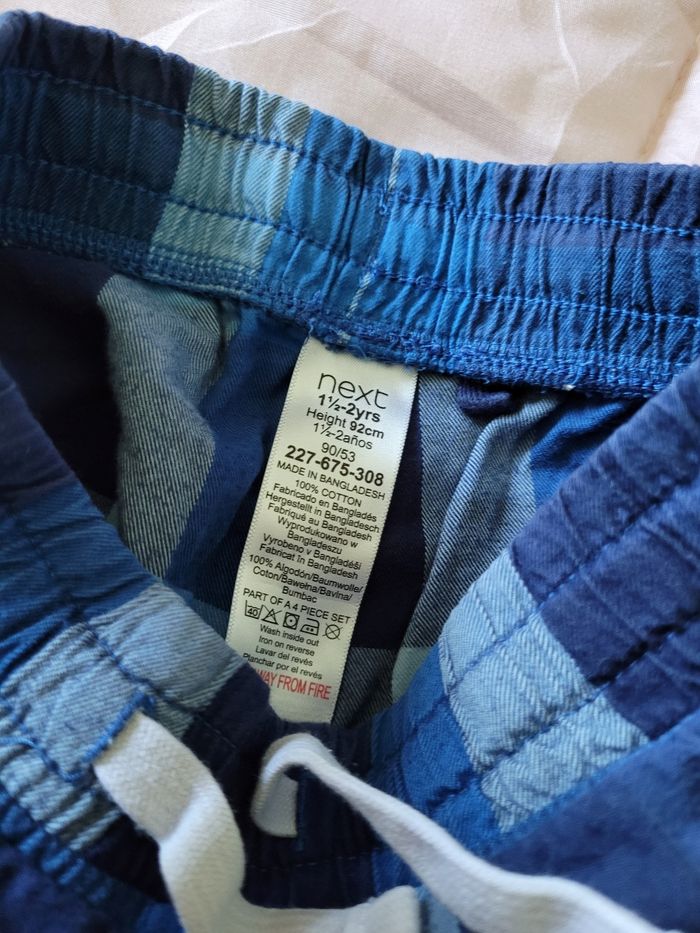 next
1½-2yrs
Height 92cm
1½-2años
90/53
227-675-308
MADE IN BANGLADESH
100% COTTON
Fabricado en Bangladés
Hergestellt in Bangladesch
Fabriqué au Bangladesh
Wyprodukowano w
Bangladeszu
Vyrobeno v Bangladéši
Fabricat în Bangladesh
100% Algodón/Baumwolle/
Coton/Bawełna/Bavlna/
Bumbac
PART OF A 4 PIECE SET
40
Wash inside out
Iron on reverse
Lavar del revés
Planchar por el revés
AWAY FROM FIRE